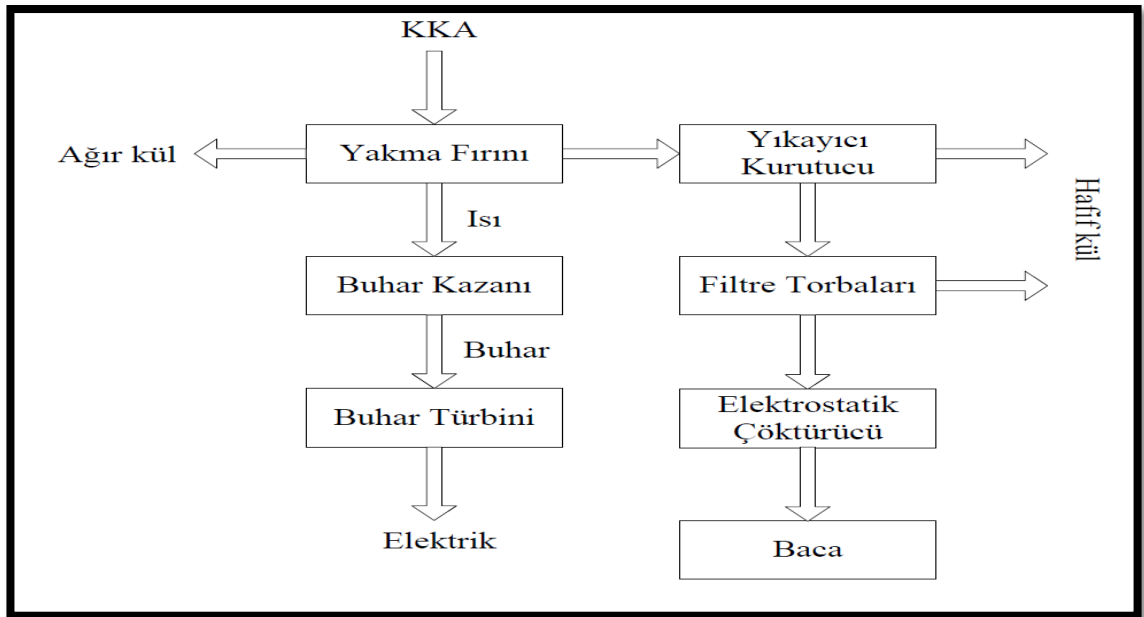 KKA
Ağır kül
Yakma Fırını
Yıkayıcı
Kurutucu
Hafif kül
Isı
Buhar Kazanı
Filtre Torbaları
Buhar
Buhar Türbini
Elektrostatik
Çöktürücü
Elektrik
Baca